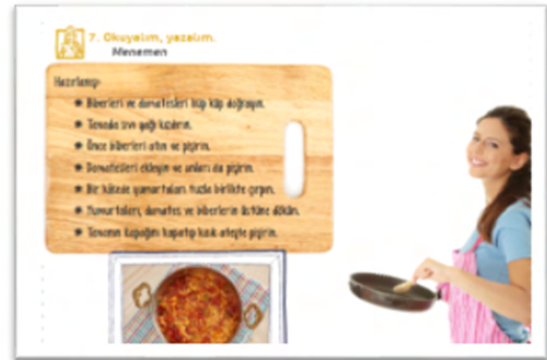 7. Okuyalım, yazalım.
Menemen
Hazırlanışı
* Biberleri ve domatesleri küp küp doğrayın.
* Tavada sıvı yağı kızdırın.
* Önce biberleri atın ve pişirin.
* Domatesleri ekleyin ve onları da pişirin.
* Bir kâsede yumurtaları tuzla birlikte çırpın.
* Yumurtaları, domates ve biberlerin üstüne dökün.
* Tavanın kapağını kapatıp kısık ateşte pişirin.